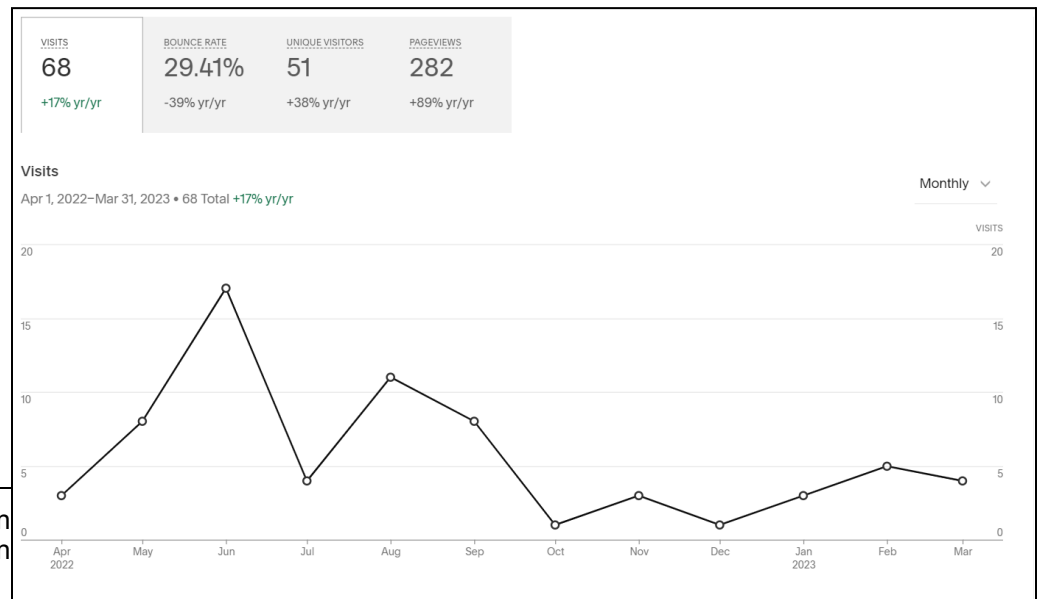 VISITS
68
+17% yr/yr
BOUNCE RATE
29.41%
-39% yr/yr
UNIQUE VISITORS
51
+38% yr/yr
PAGEVIEWS
282
+89% yr/yr
Visits
Apr 1, 2022–Mar 31, 2023 • 68 Total +17% yr/yr
Monthly
VISITS
20 20
15 15
10 10
5 5
0 0
Apr May Jun Jul Aug Sep Oct Nov Dec Jan Feb Mar
2022 2023